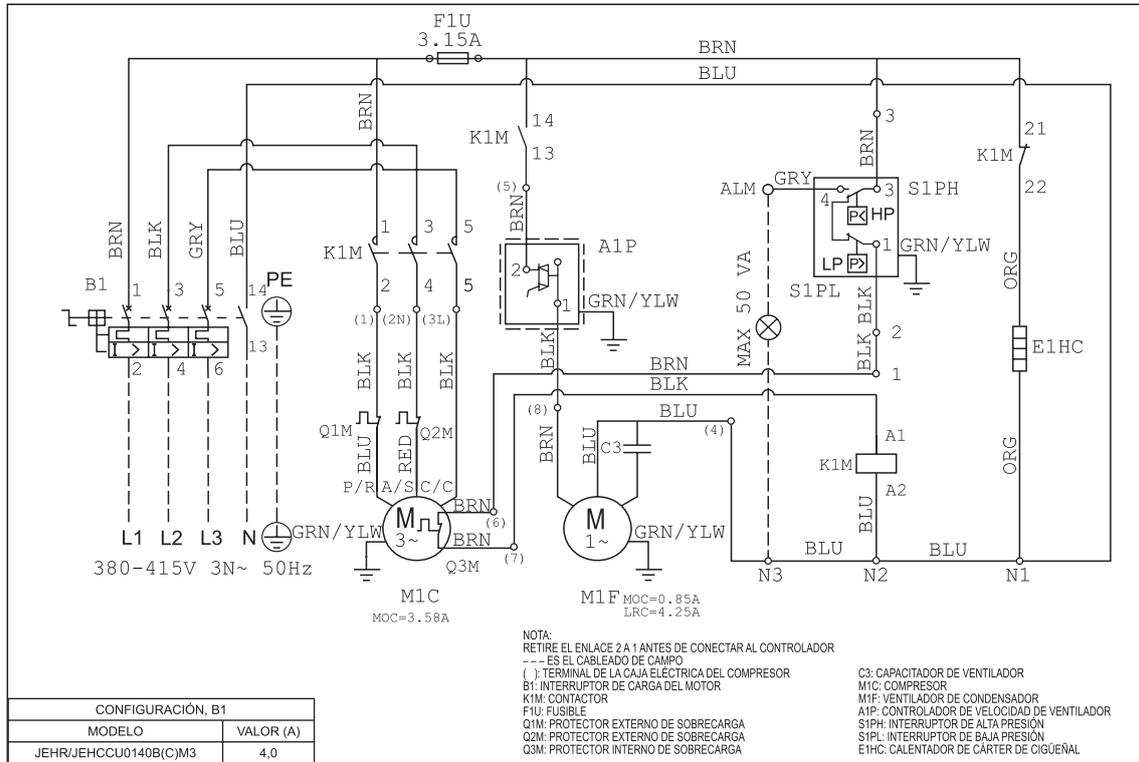 F1U
3.15A
BRN
BLU
BRN
14
K1M
13
(5)
BRN
3
BRN
21
K1M
22
ALM
GRY
4
3
S1PH
P<
HP
1
LP
P>
GRN/YLW
S1PL
BRN
BLK
GRY
BLU
B1
1
3
5
14
13
PE
2
4
6
1
3
5
K1M
2
4
5
(1)
(2N)
(3L)
A1P
2
1
GRN/YLW
BLK
MAX 50 VA
BLK
BLK
2
1
ORG
E1HC
BLK
BLK
BLK
BRN
BLK
Q1M
BLU
RED
Q2M
(8)
BRN
BLU
C3
BLU
(4)
A1
K1M
A2
BLU
ORG
P/R
A/S
C/C
BRN
(6)
M
3~
BRN
(7)
Q3M
GRN/YLW
M
1~
GRN/YLW
L1
L2
L3
N
380-415V 3N~ 50Hz
BLU
BLU
N3
N2
N1
M1C
MOC=3.58A
M1F
MOC=0.85A
LRC=4.25A
NOTA:
RETIRE EL ENLACE 2 A 1 ANTES DE CONECTAR AL CONTROLADOR
---- ES EL CABLEADO DE CAMPO
( ): TERMINAL DE LA CAJA ELÉCTRICA DEL COMPRESOR
B1: INTERRUPTOR DE CARGA DEL MOTOR
K1M: CONTACTOR
F1U: FUSIBLE
Q1M: PROTECTOR EXTERNO DE SOBRECARGA
Q2M: PROTECTOR EXTERNO DE SOBRECARGA
Q3M: PROTECTOR INTERNO DE SOBRECARGA
C3: CAPACITADOR DE VENTILADOR
M1C: COMPRESOR
M1F: VENTILADOR DE CONDENSADOR
A1P: CONTROLADOR DE VELOCIDAD DE VENTILADOR
S1PH: INTERRUPTOR DE ALTA PRESIÓN
S1PL: INTERRUPTOR DE BAJA PRESIÓN
E1HC: CALENTADOR DE CÁRTER DE CIGÜEÑAL
CONFIGURACIÓN, B1
MODELO VALOR (A)
JEHR/JEHCCU0140B(C)M3 4,0